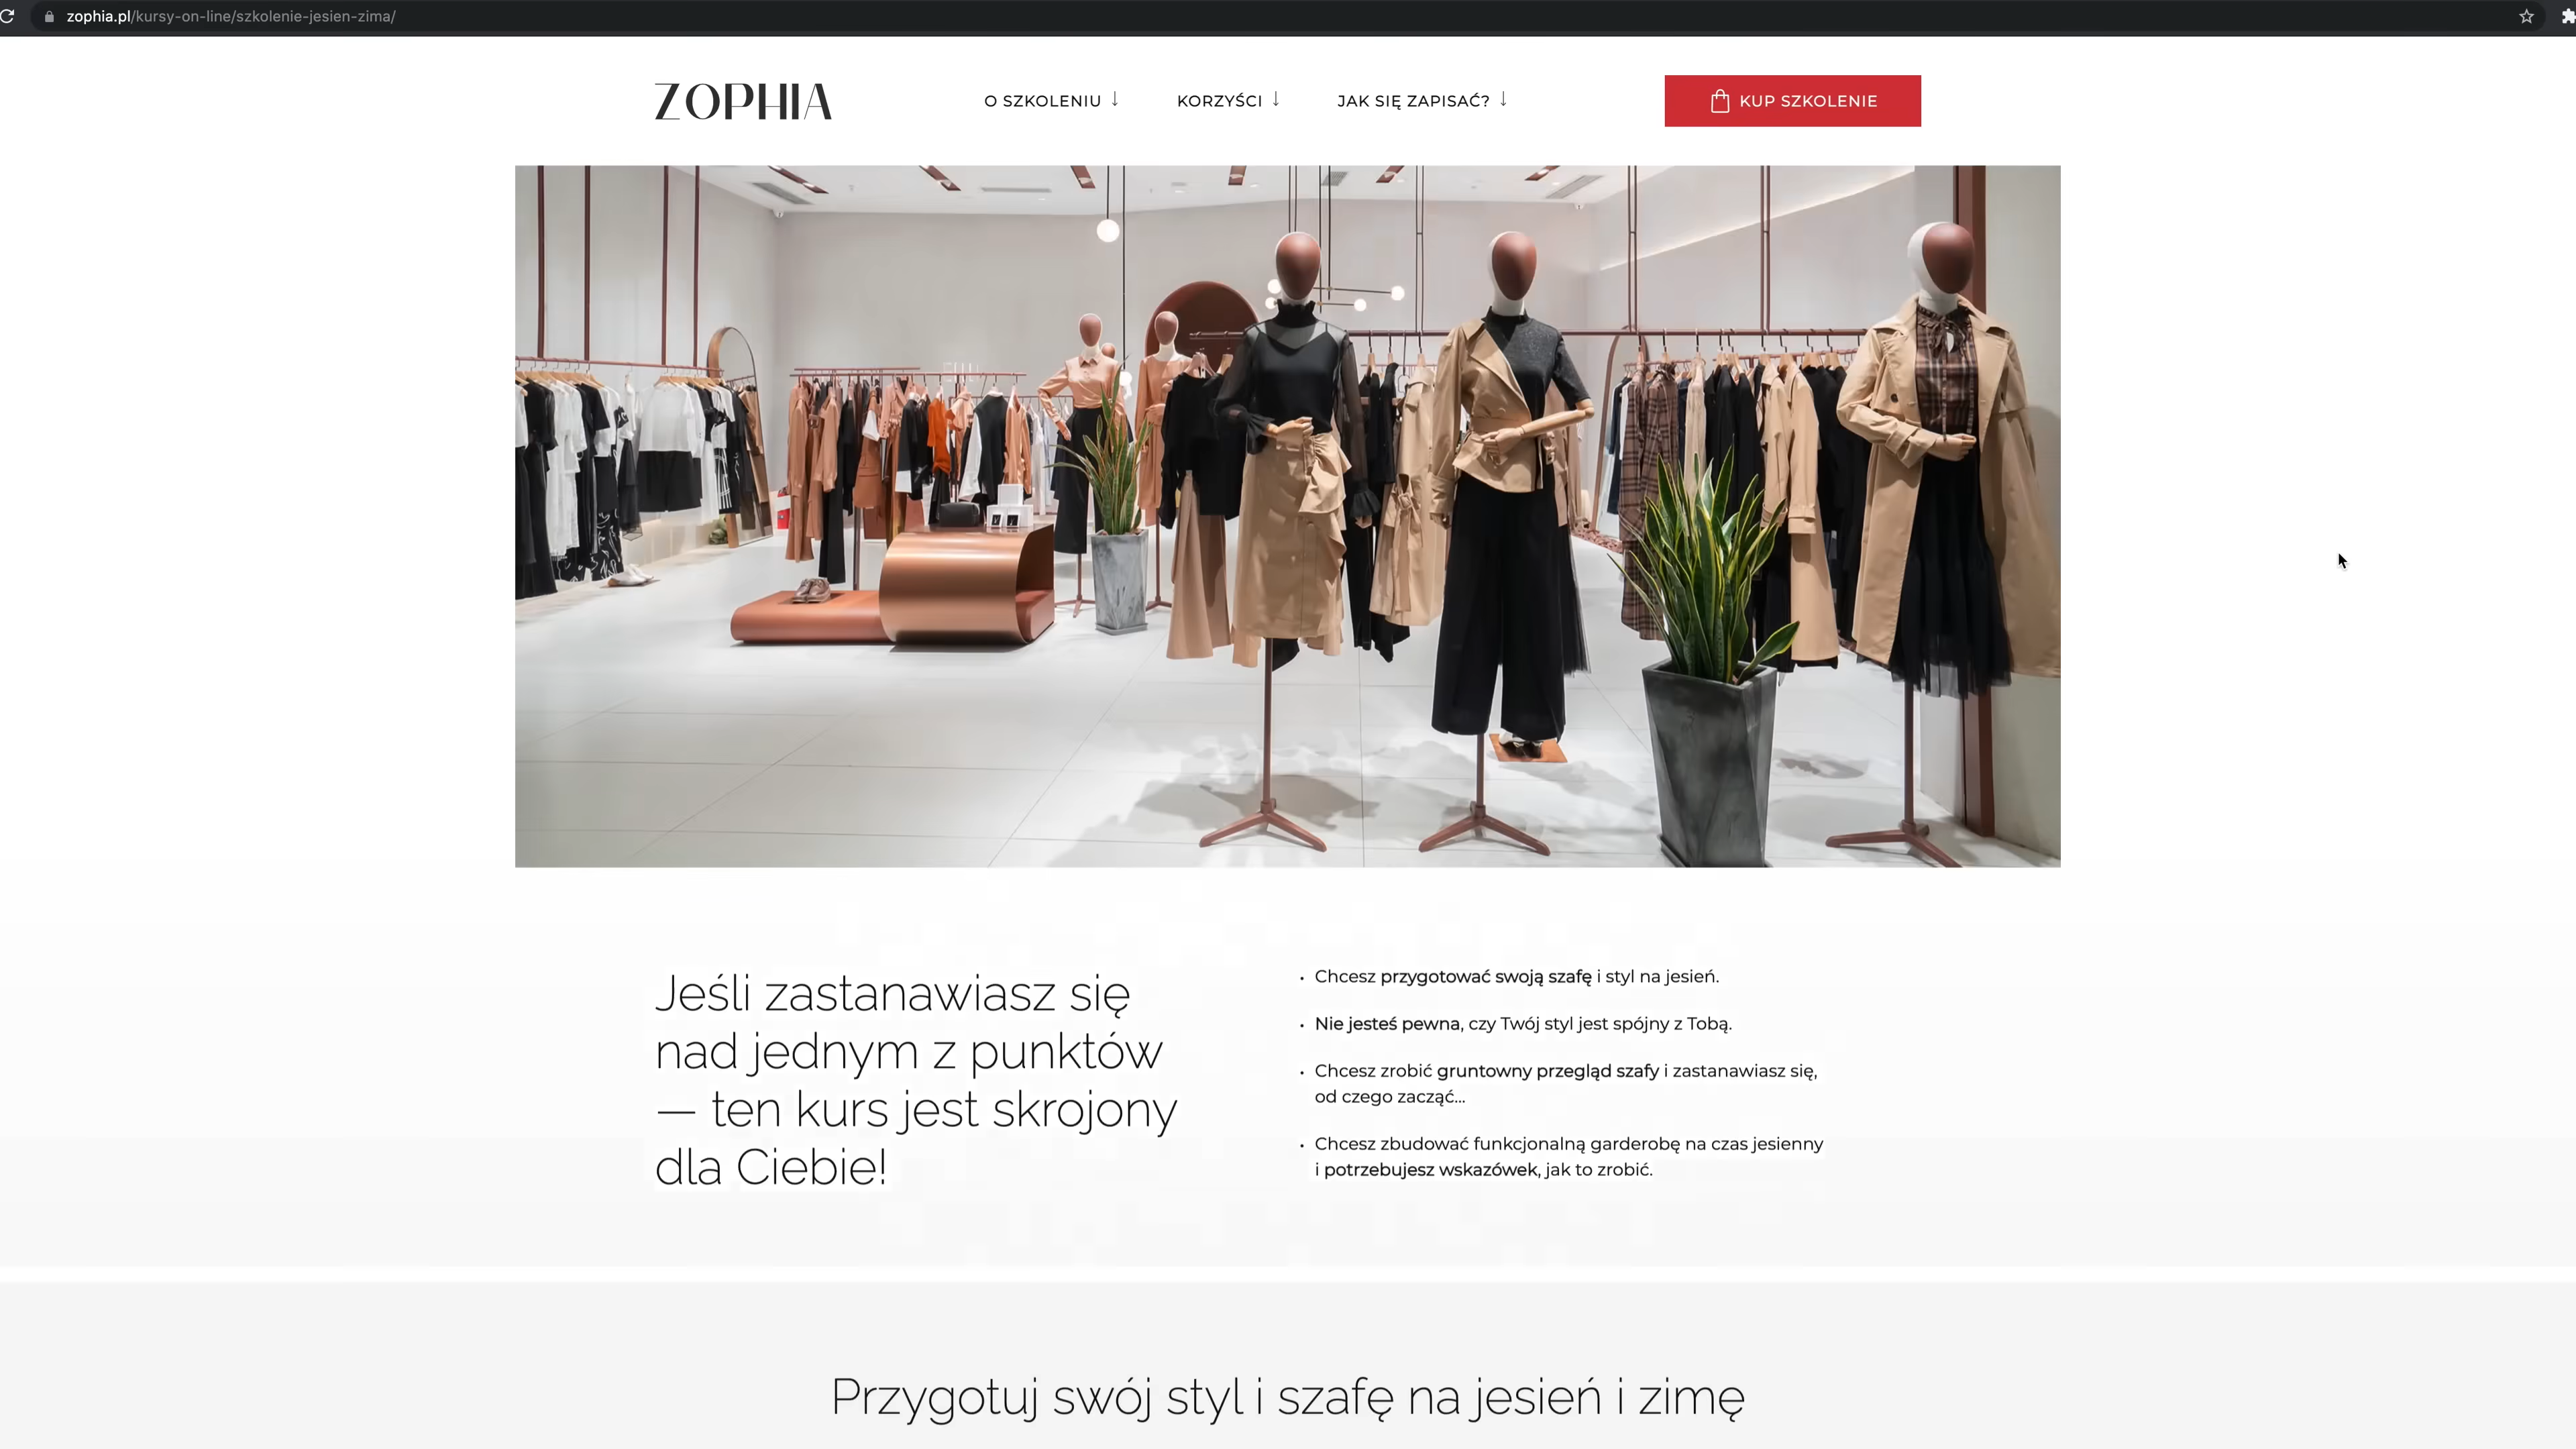 zophia.pl/kursy-on-line/szkolenie-jesien-zima/
ZOPHIA
O SZKOLENIU ↓
KORZYŚCI ↓
JAK SIĘ ZAPISAĆ? ↓
KUP SZKOLENIE
Jeśli zastanawiasz się
nad jednym z punktów
— ten kurs jest skrojony
dla Ciebie!
• Chcesz przygotować swoją szafę i styl na jesień.
• Nie jesteś pewna, czy Twój styl jest spójny z Tobą.
• Chcesz zrobić gruntowny przegląd szafy i zastanawiasz się,
od czego zacząć...
• Chcesz zbudować funkcjonalną garderobę na czas jesienny
i potrzebujesz wskazówek, jak to zrobić.
Przygotuj swój styl i szafę na jesień i zimę